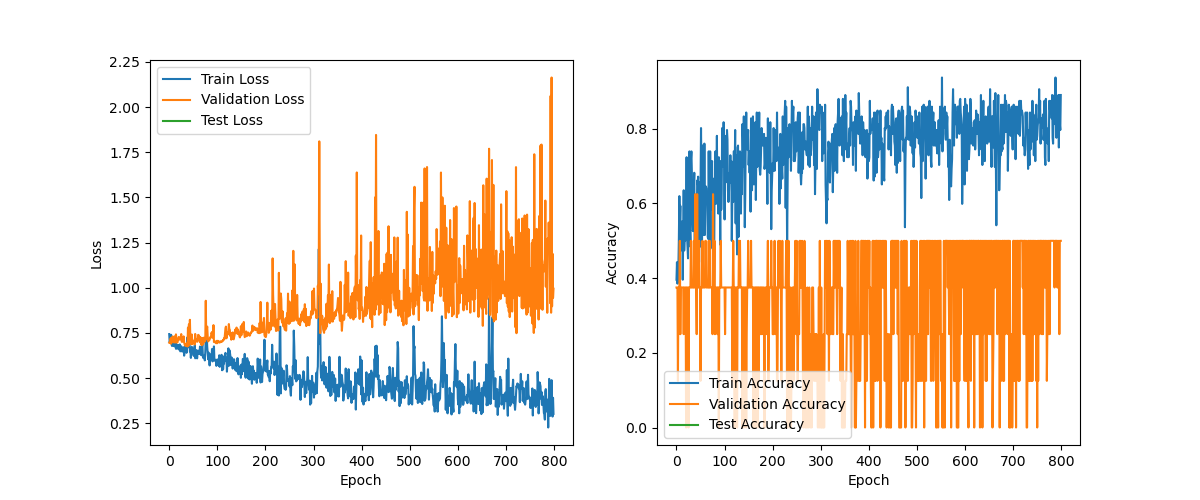 2.25
2.00
1.75
1.50
1.25
1.00
0.75
0.50
0.25
Loss
Train Loss
Validation Loss
Test Loss
0 100 200 300 400 500 600 700 800
Epoch
0.8
0.6
0.4
0.2
0.0
Accuracy
Train Accuracy
Validation Accuracy
Test Accuracy
0 100 200 300 400 500 600 700 800
Epoch